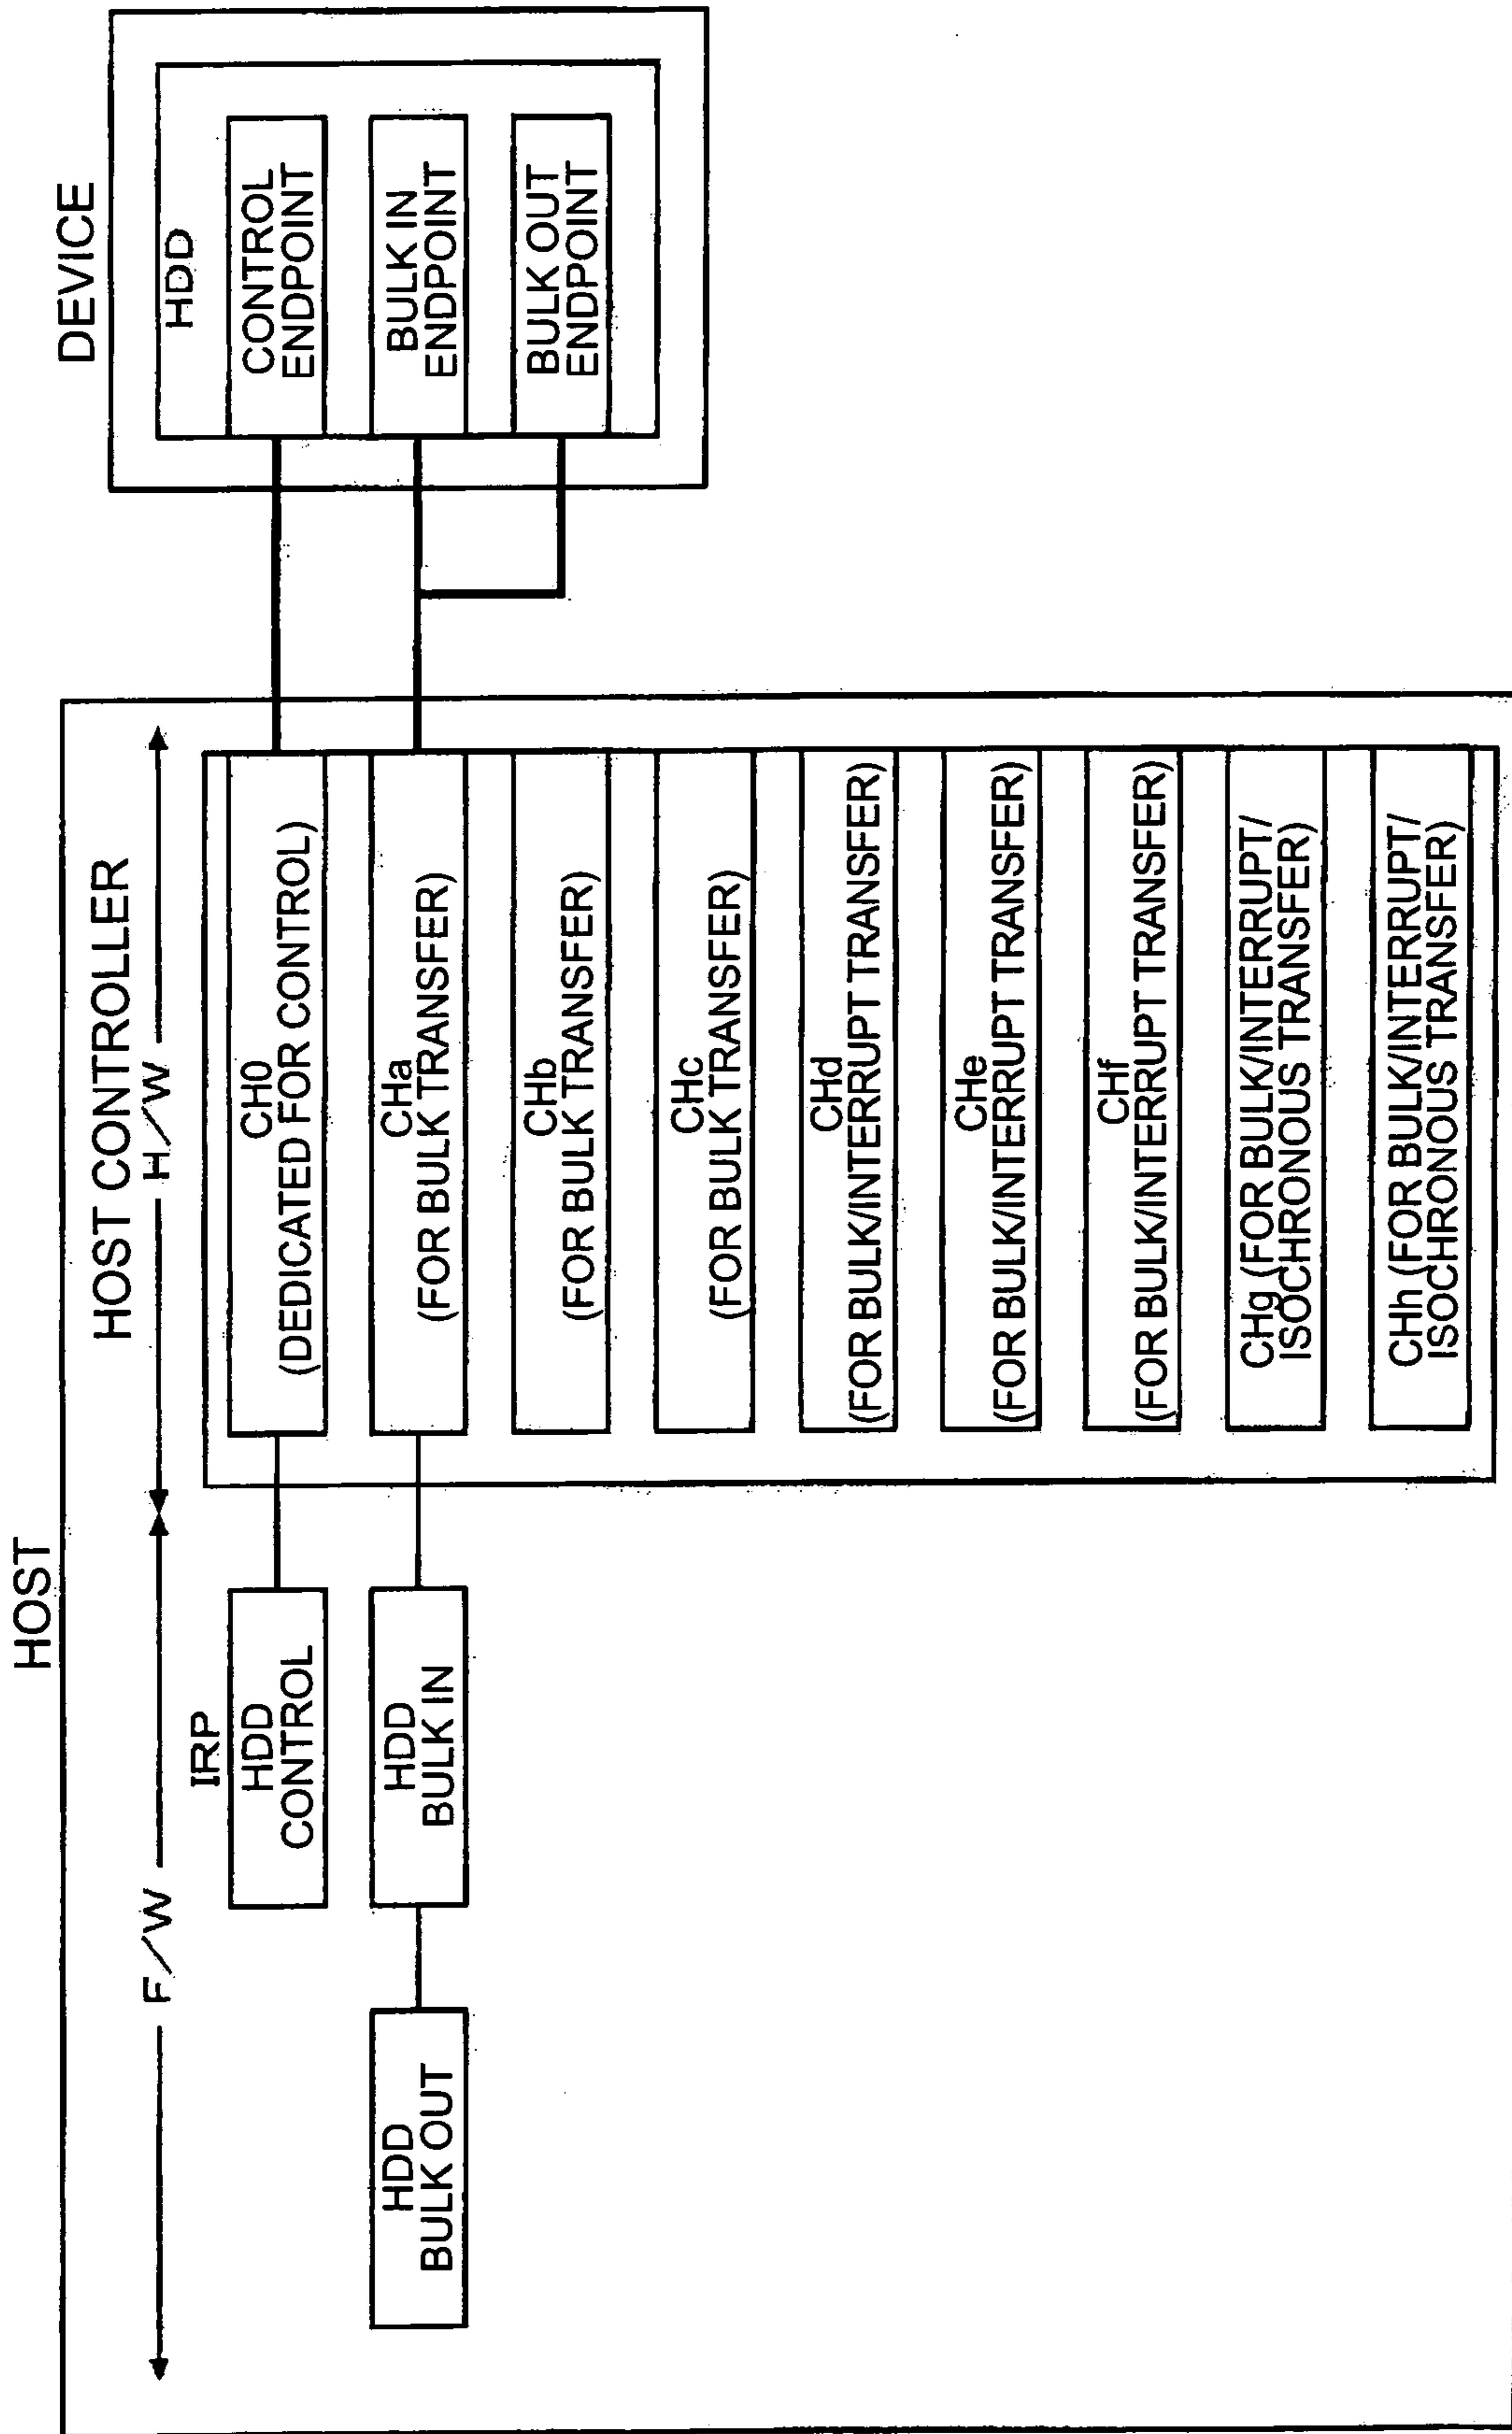 HOST
F/W
HOST CONTROLLER
H/W
DEVICE
IRP
HDD
CONTROL
HDD
BULK IN
HDD
BULK OUT
CH0
(DEDICATED FOR CONTROL)
CHa
(FOR BULK TRANSFER)
CHb
(FOR BULK TRANSFER)
CHc
(FOR BULK TRANSFER)
CHd
(FOR BULK/INTERRUPT TRANSFER)
CHe
(FOR BULK/INTERRUPT TRANSFER)
CHf
(FOR BULK/INTERRUPT TRANSFER)
CHg (FOR BULK/INTERRUPT/
ISOCHRONOUS TRANSFER)
CHh (FOR BULK/INTERRUPT/
ISOCHRONOUS TRANSFER)
HDD
CONTROL
ENDPOINT
BULK IN
ENDPOINT
BULK OUT
ENDPOINT